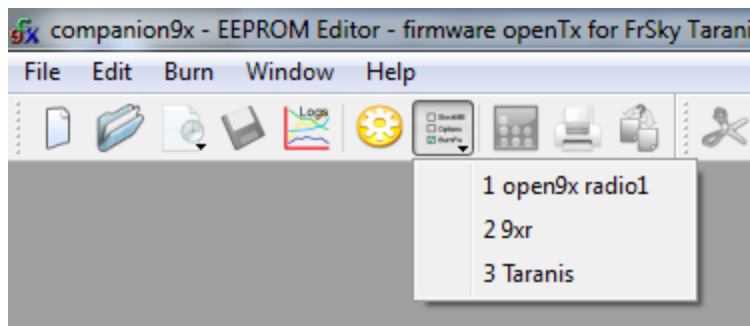 companion9x - EEPROM Editor - firmware openTx for FrSky Tarani
File Edit Burn Window Help
Logs
1 open9x radio1
2 9xr
3 Taranis